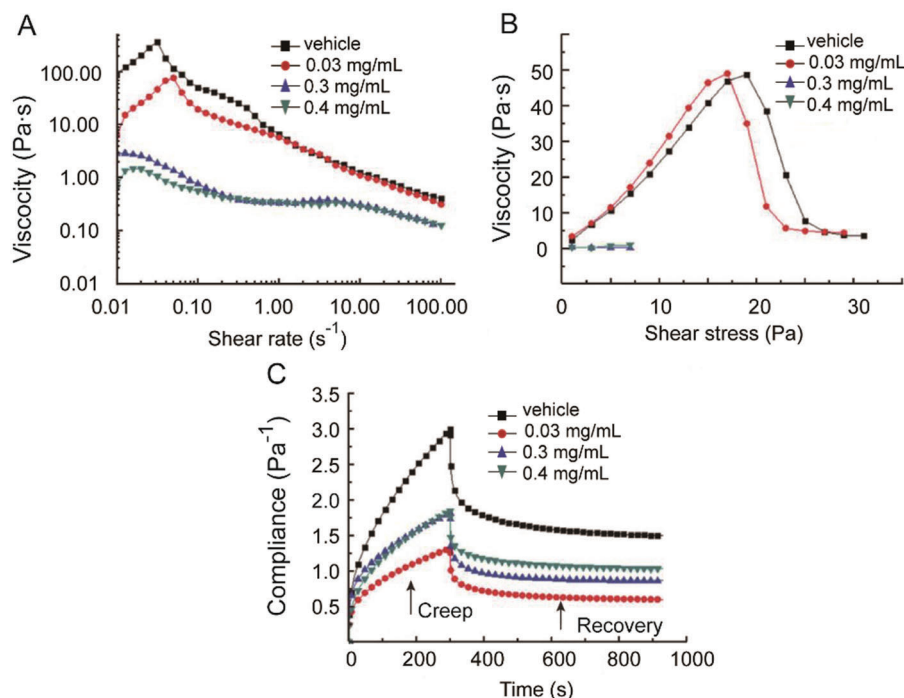 A
Viscocity (Pa·s)
100.00
10.00
1.00
0.10
0.01
0.01 0.10 1.00 10.00 100.00
Shear rate (s⁻¹)
vehicle
0.03 mg/mL
0.3 mg/mL
0.4 mg/mL
B
Viscocity (Pa·s)
50
40
30
20
10
0
0 10 20 30
Shear stress (Pa)
vehicle
0.03 mg/mL
0.3 mg/mL
0.4 mg/mL
C
Compliance (Pa⁻¹)
3.5
3.0
2.5
2.0
1.5
1.0
0.5
0 200 400 600 800 1000
Time (s)
vehicle
0.03 mg/mL
0.3 mg/mL
0.4 mg/mL
Creep
Recovery